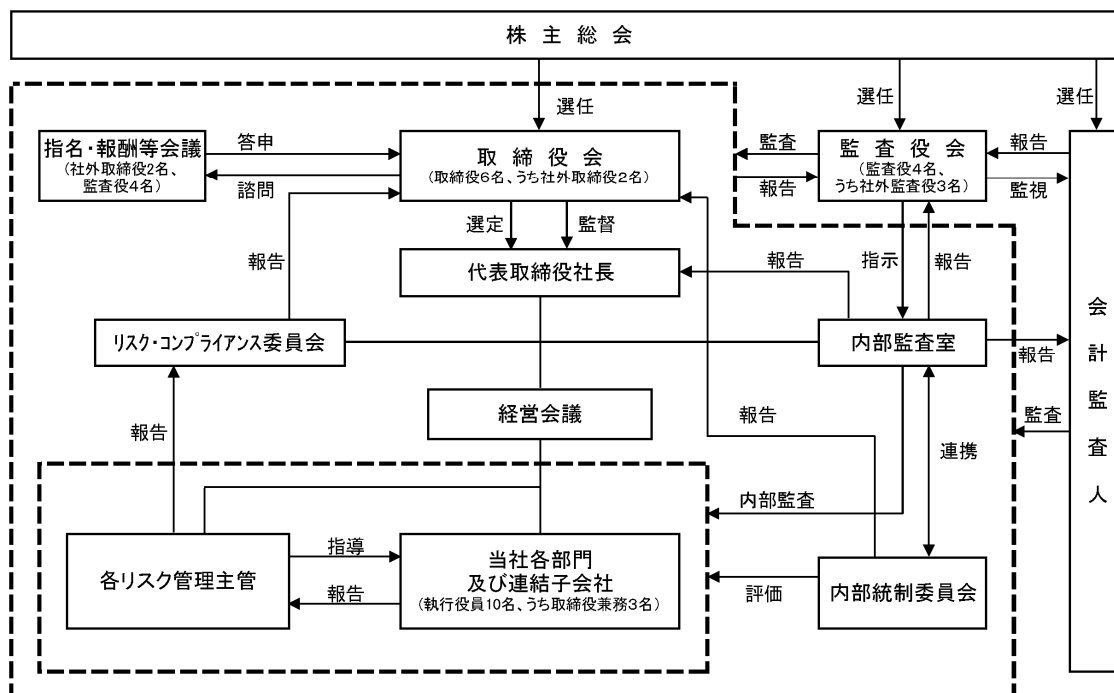 株主総会
選任
選任
選任
指名・報酬等会議
（社外取締役2名、
監査役4名）
答申
諮問
取締役会
（取締役6名、うち社外取締役2名）
監査
報告
監査役会
（監査役4名、
うち社外監査役3名）
報告
監視
選定
監督
報告
代表取締役社長
報告
指示
報告
リスク・コンプライアンス委員会
内部監査室
報告
会計監査人
経営会議
報告
報告
連携
監査
内部監査
各リスク管理主管
指導
報告
当社各部門
及び連結子会社
（執行役員10名、うち取締役兼務3名）
評価
内部統制委員会